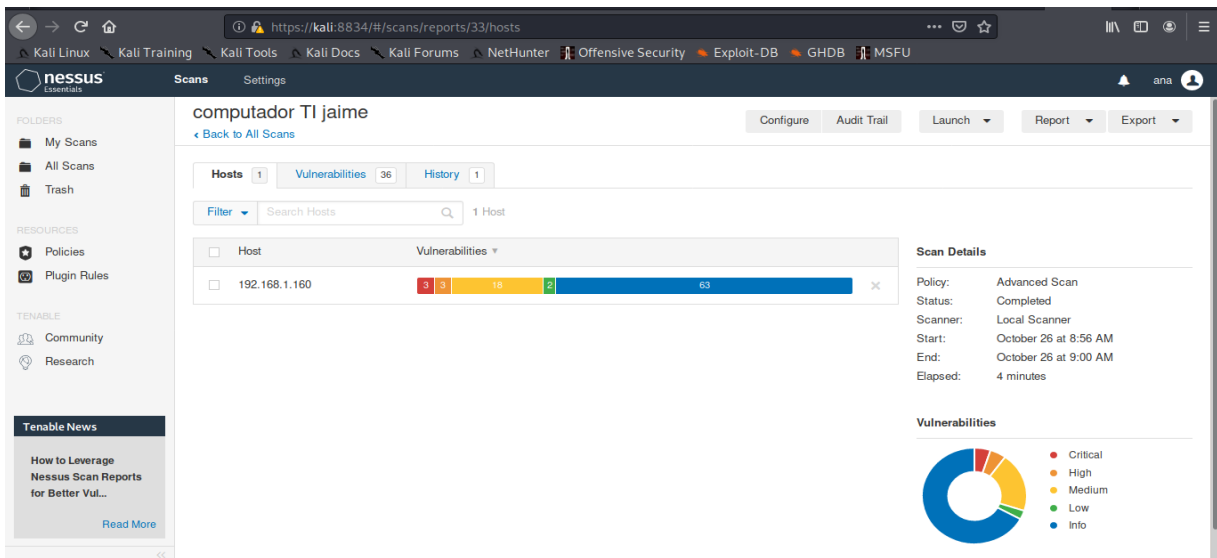 https://kali:8834/#/scans/reports/33/hosts
Kali Linux Kali Training Kali Tools Kali Docs Kali Forums NetHunter Offensive Security Exploit-DB GHDB MSFU
nessus Essentials Scans Settings ana
FOLDERS
My Scans
All Scans
Trash
RESOURCES
Policies
Plugin Rules
TENABLE
Community
Research
Tenable News
How to Leverage
Nessus Scan Reports
for Better Vul...
Read More
computador TI jaime
Back to All Scans
Configure Audit Trail Launch Report Export
Hosts 1 Vulnerabilities 36 History 1
Filter Search Hosts 1 Host
Host Vulnerabilities
192.168.1.160 3 3 18 2 63
Scan Details
Policy: Advanced Scan
Status: Completed
Scanner: Local Scanner
Start: October 26 at 8:56 AM
End: October 26 at 9:00 AM
Elapsed: 4 minutes
Vulnerabilities
Critical
High
Medium
Low
Info